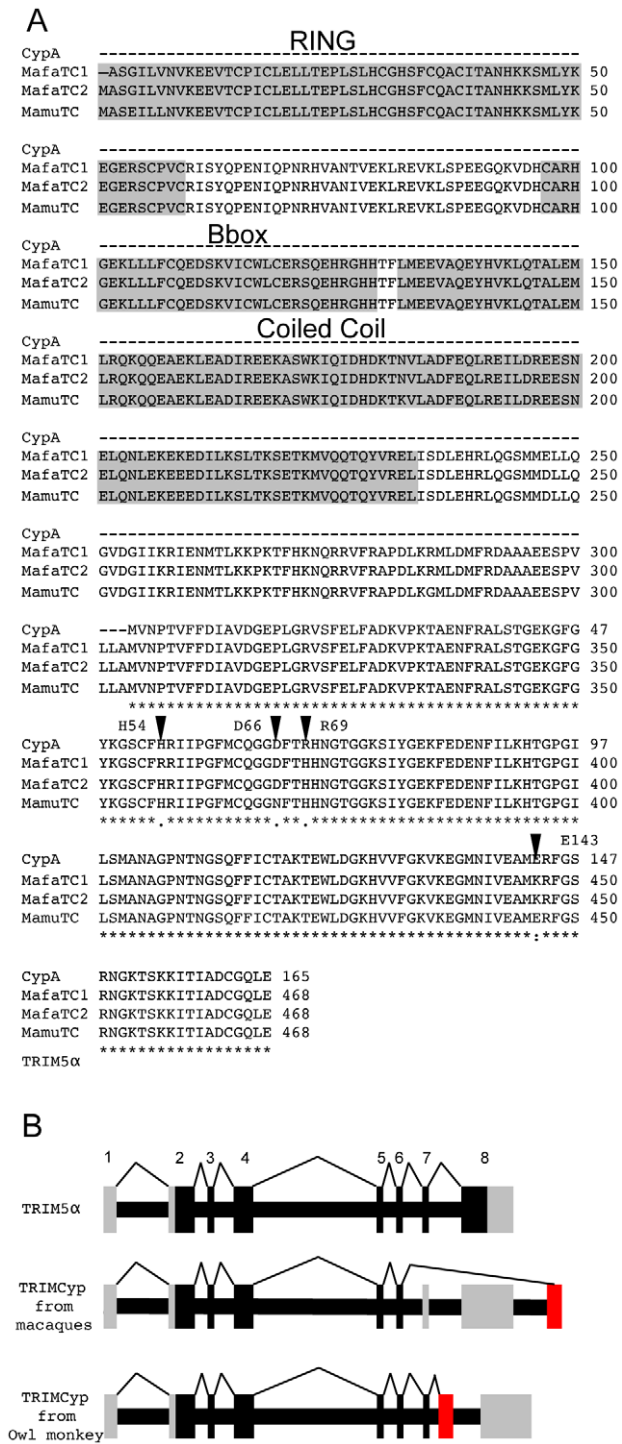 A
RING
CypA --------------------------------------------------
MafaTC1 -ASGILVNVKEEVTCPICLELLTEPLSLHCGHSFCQACITANHKKSMLYK 50
MafaTC2 MASGILVNVKEEVTCPICLELLTEPLSLHCGHSFCQACITANHKKSMLYK 50
MamuTC MASEILLNVKEEVTCPICLELLTEPLSLHCGHSFCQACITANHKKSMLYK 50
CypA --------------------------------------------------
MafaTC1 EGERSCPVCRISYQPENIQPNRHVANTVEKLREVKLSPEEGQKVDHCARH 100
MafaTC2 EGERSCPVCRISYQPENIQPNRHVANIVEKLREVKLSPEEGQKVDHCARH 100
MamuTC EGERSCPVCRISYQPENIQPNRHVANIVEKLREVKLSPEEGQKVDHCARH 100
Bbox
CypA --------------------------------------------------
MafaTC1 GEKLLLFCQEDSKVICWLCERSQEHRGHHTFLMEEVAQEYHVKLQTALEM 150
MafaTC2 GEKLLLFCQEDSKVICWLCERSQEHRGHHTFLMEEVAQEYHVKLQTALEM 150
MamuTC GEKLLLFCQEDSKVICWLCERSQEHRGHHTFLMEEVAQEYHVKLQTALEM 150
Coiled Coil
CypA --------------------------------------------------
MafaTC1 LRQKQQEAEKLEADIREEKASWKIQIDHDKTNVLADFEQLREILDREESN 200
MafaTC2 LRQKQQEAEKLEADIREEKASWKIQIDHDKTNVLADFEQLREILDREESN 200
MamuTC LRQKQQEAEKLEADIREEKASWKIQIDHDKTNVLADFEQLREILDREESN 200
CypA --------------------------------------------------
MafaTC1 ELQNLEKEKEDILKSLTKSETKMVQQTQYVRELISDLEHRLQGSMMELLQ 250
MafaTC2 ELQNLEKEEEDILKSLTKSETKMVQQTQYVRELISDLEHRLQGSMMDLLQ 250
MamuTC ELQNLEKEEEDILKSLTKSETKMVQQTQYVRELISDLEHRLQGSMMDLLQ 250
CypA --------------------------------------------------
MafaTC1 GVDGIIKRIENMTLKKPKTFHKNQRRVFRAPDLKRMLDMFRDAAAEESPV 300
MafaTC2 GVDGIIKRIENMTLKKPKTFHKNQRRVFRAPDLKRMLDMFRDAAAEESPV 300
MamuTC GVDGIIKRIENMTLKKPKTFHKNQRRVFRAPDLKGMLDMFRDAAAEESPV 300
CypA ---MVNPTVFFDIAVDGEPLGRVSFELFADKVPKTAENFRALSTGEKGFG 47
MafaTC1 LLAMVNPTVFFDIAVDGEPLGRVSFELFADKVPKTAENFRALSTGEKGFG 350
MafaTC2 LLAMVNPTVFFDIAVDGEPLGRVSFELFADKVPKTAENFRALSTGEKGFG 350
MamuTC LLAMVNPTVFFDIAVDGEPLGRVSFELFADKVPKTAENFRALSTGEKGFG 350
***********************************************
H54 D66 R69
CypA YKGSCFHRIIPGFMCQGGDFTRHNGTGGKSIYGEKFEDENFILKHTGPGI 97
MafaTC1 YKGSCFRRIIPGFMCQGGDFTHHNGTGGKSIYGEKFEDENFILKHTGPGI 400
MafaTC2 YKGSCFRRIIPGFMCQGGDFTHHNGTGGKSIYGEKFEDENFILKHTGPGI 400
MamuTC YKGSCFHRIIPGFMCQGGNFTHHNGTGGKSIYGEKFEDENFILKHTGPGI 400
******.***********.**.****************************
E143
CypA LSMANAGPNTNGSQFFICTAKTEWLDGKHVVFGKVKEGMNIVEAMERFGS 147
MafaTC1 LSMANAGPNTNGSQFFICTAKTEWLDGKHVVFGKVKEGMNIVEAMKRFGS 450
MafaTC2 LSMANAGPNTNGSQFFICTAKTEWLDGKHVVFGKVKEGMNIVEAMKRFGS 450
MamuTC LSMANAGPNTNGSQFFICTAKTEWLDGKHVVFGKVKEGMNIVEAMERFGS 450
*********************************************:****
CypA RNGKTSKKITIADCGQLE 165
MafaTC1 RNGKTSKKITIADCGQLE 468
MafaTC2 RNGKTSKKITIADCGQLE 468
MamuTC RNGKTSKKITIADCGQLE 468
******************
TRIM5α
B
1 2 3 4 5 6 7 8
TRIM5α
TRIMCyp
from
macaques
TRIMCyp
from
Owl monkey